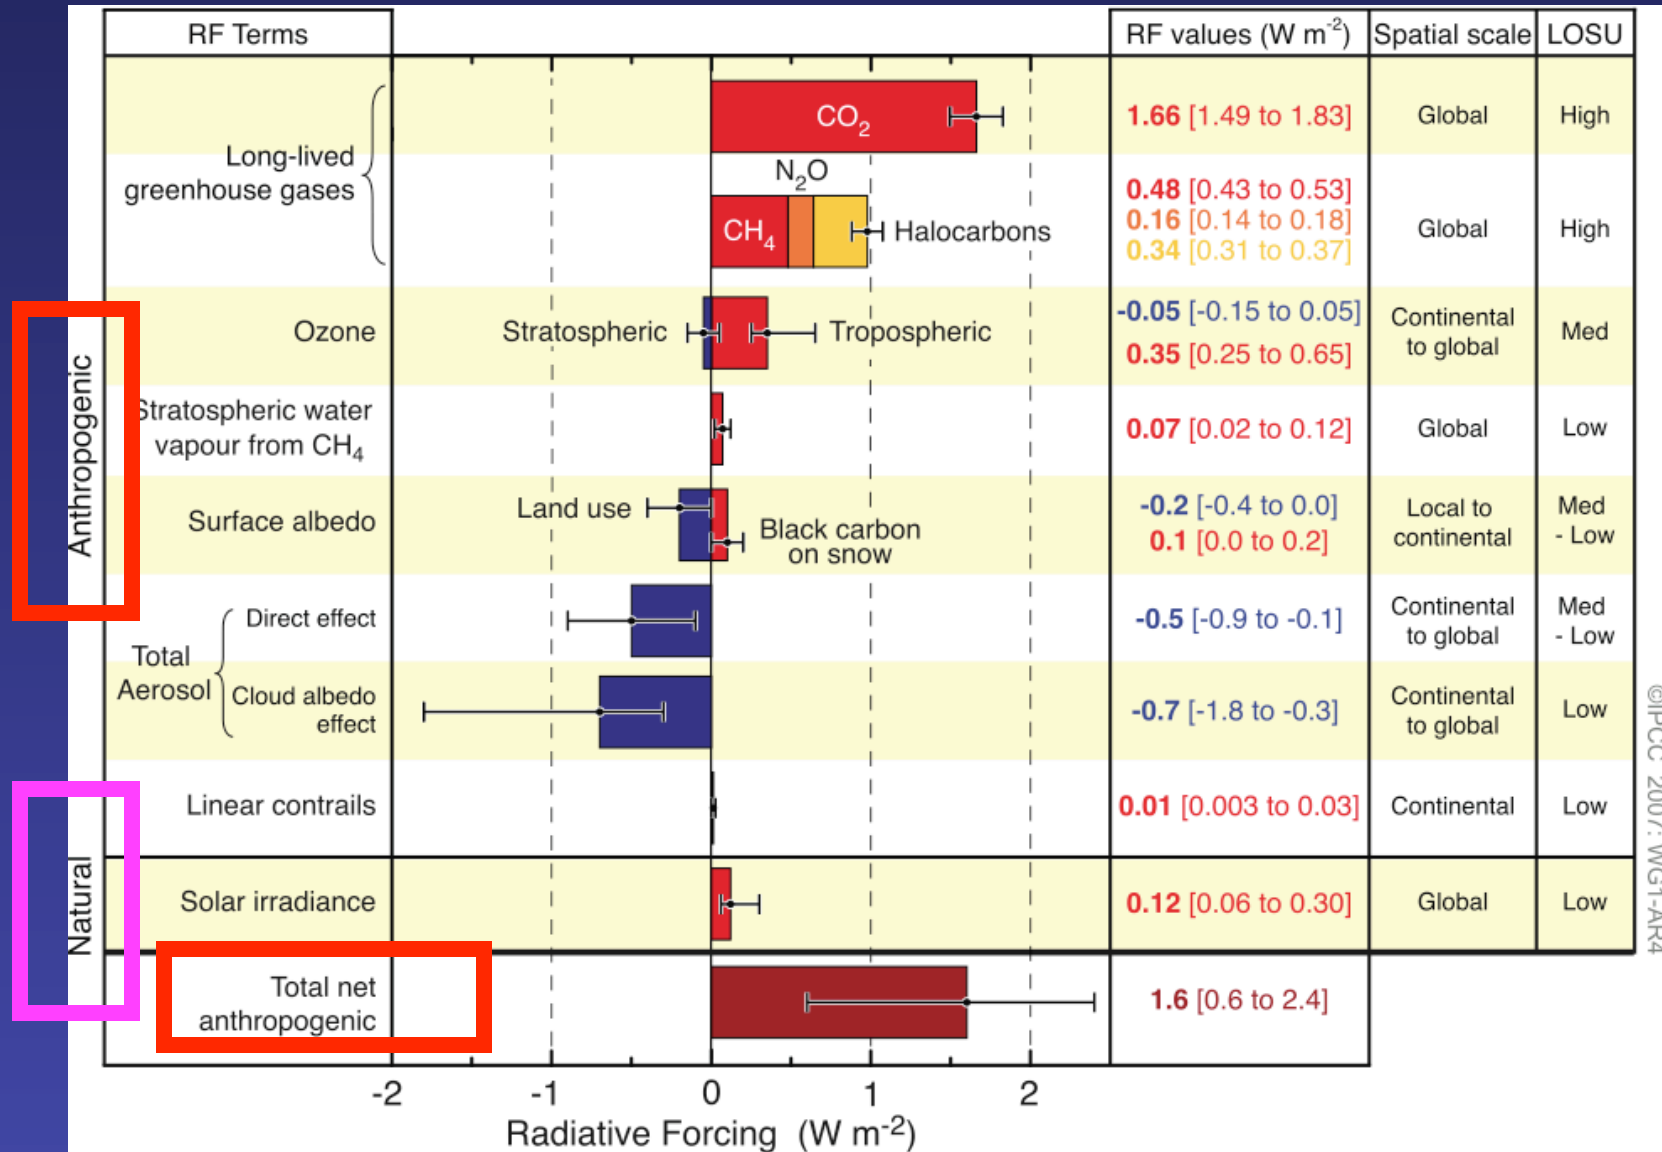 RF Terms
RF values (W m-2)
Spatial scale
LOSU
Anthropogenic
Long-lived
greenhouse gases
CO2
1.66 [1.49 to 1.83]
Global
High
N2O
CH4
Halocarbons
0.48 [0.43 to 0.53]
0.16 [0.14 to 0.18]
0.34 [0.31 to 0.37]
Global
High
Ozone
Stratospheric
Tropospheric
-0.05 [-0.15 to 0.05]
0.35 [0.25 to 0.65]
Continental
to global
Med
Stratospheric water
vapour from CH4
0.07 [0.02 to 0.12]
Global
Low
Surface albedo
Land use
Black carbon
on snow
-0.2 [-0.4 to 0.0]
0.1 [0.0 to 0.2]
Local to
continental
Med
- Low
Total
Aerosol
Direct effect
-0.5 [-0.9 to -0.1]
Continental
to global
Med
- Low
Cloud albedo
effect
-0.7 [-1.8 to -0.3]
Continental
to global
Low
Linear contrails
0.01 [0.003 to 0.03]
Continental
Low
Natural
Solar irradiance
0.12 [0.06 to 0.30]
Global
Low
Total net
anthropogenic
1.6 [0.6 to 2.4]
-2 -1 0 1 2
Radiative Forcing (W m-2)
©IPCC 2007: WG1-AR4